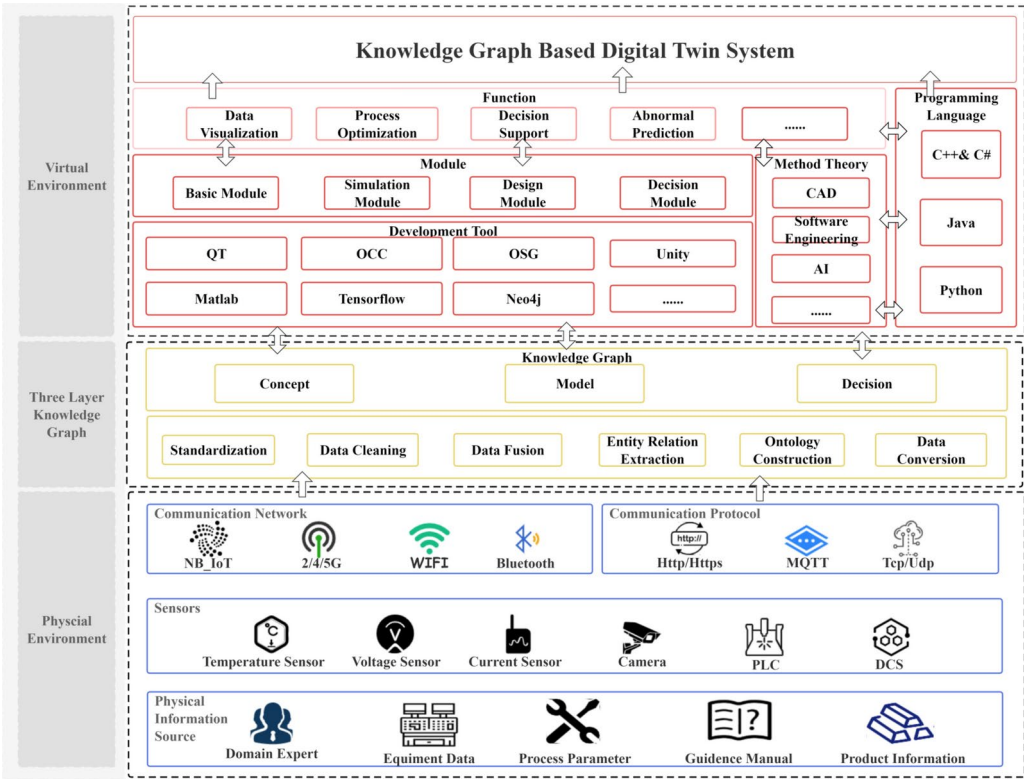 Knowledge Graph Based Digital Twin System
Function
Data
Visualization
Process
Optimization
Decision
Support
Abnormal
Prediction
......
Programming
Language
C++& C#
Java
Python
Virtual
Environment
Module
Basic Module
Simulation
Module
Design
Module
Decision
Module
Method Theory
CAD
Software
Engineering
AI
......
Development Tool
QT
OCC
OSG
Unity
Matlab
Tensorflow
Neo4j
......
Three Layer
Knowledge
Graph
Knowledge Graph
Concept
Model
Decision
Standardization
Data Cleaning
Data Fusion
Entity Relation
Extraction
Ontology
Construction
Data
Conversion
Physcial
Environment
Communication Network
NB_IoT
2/4/5G
WIFI
Bluetooth
Communication Protocol
http://
Http/Https
MQTT
Tcp/Udp
Sensors
°C
Temperature Sensor
V
Voltage Sensor
Current Sensor
Camera
PLC
DCS
Physical
Information
Source
Domain Expert
Equiment Data
Process Parameter
?
Guidence Manual
Product Information